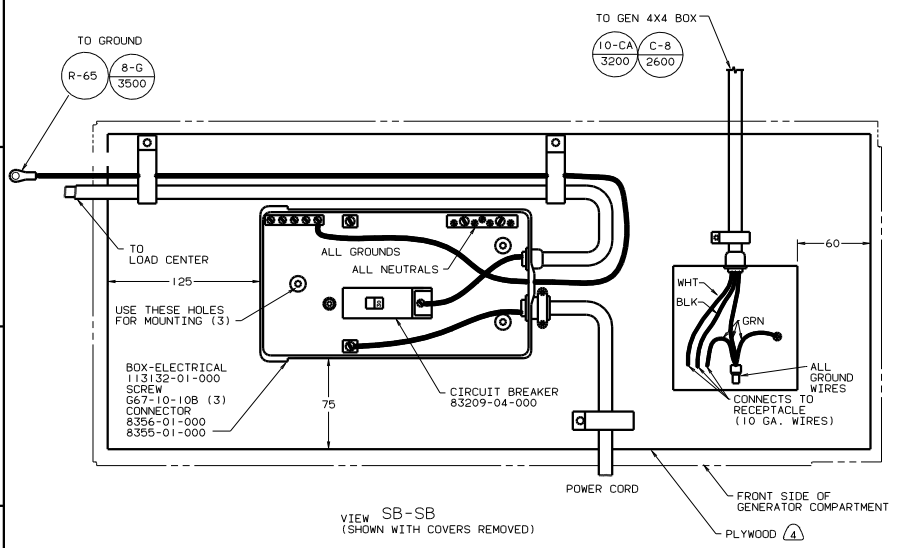 TO GEN 4X4 BOX
10-CA
3200
C-8
2600
TO GROUND
R-65
8-G
3500
TO
LOAD CENTER
125
ALL GROUNDS
ALL NEUTRALS
60
WHT
BLK
GRN
USE THESE HOLES
FOR MOUNTING (3)
BOX-ELECTRICAL
113132-01-000
SCREW
G67-10-10B (3)
CONNECTOR
8356-01-000
8355-01-000
75
CIRCUIT BREAKER
83209-04-000
ALL
GROUND
WIRES
CONNECTS TO
RECEPTACLE
(10 GA. WIRES)
POWER CORD
FRONT SIDE OF
GENERATOR COMPARTMENT
PLYWOOD 4
VIEW SB-SB
(SHOWN WITH COVERS REMOVED)